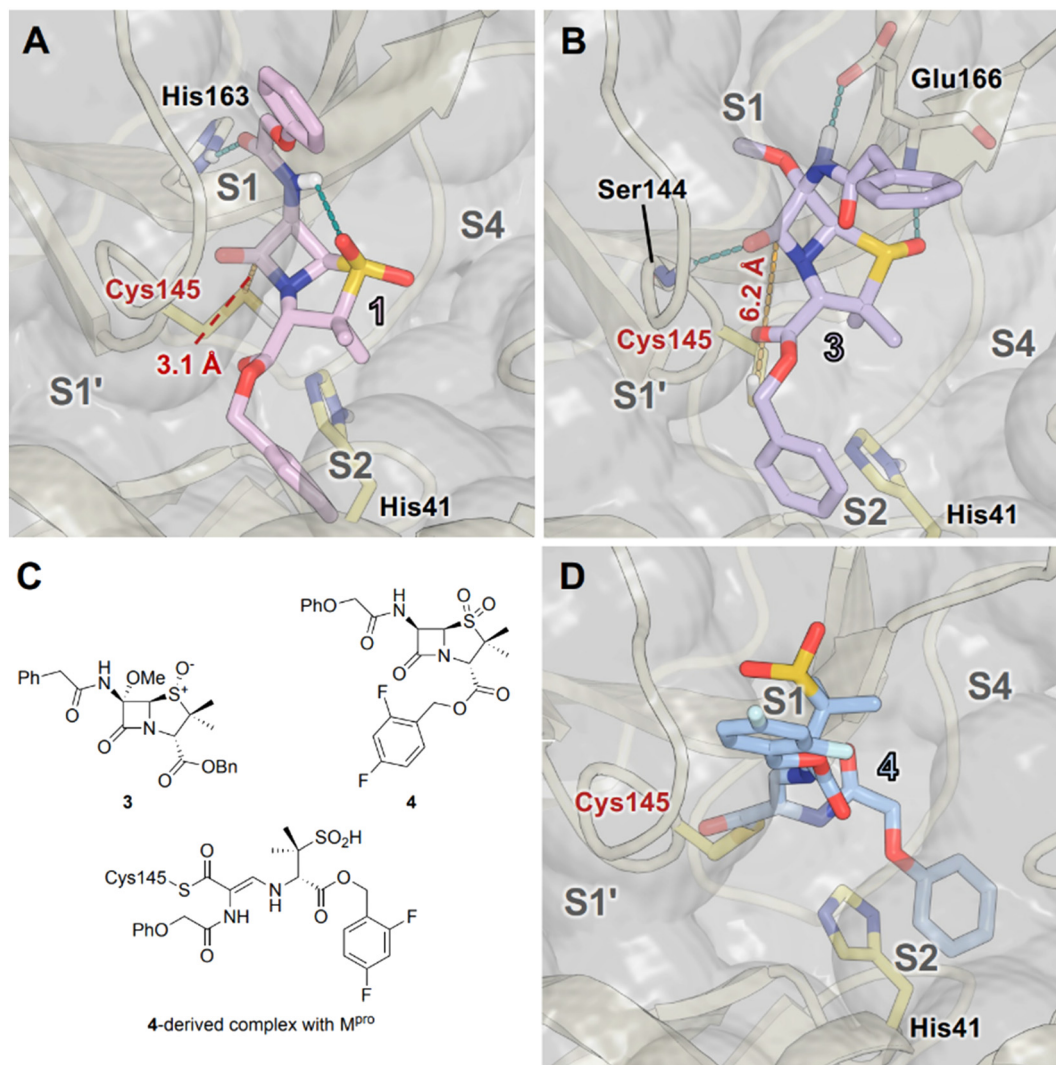 A
His163
S1
S4
Cys145
1
3.1 Å
S1'
S2
His41
B
Glu166
S1
Ser144
6.2 Å
Cys145
3
S4
S1'
S2
His41
C
O O
PhO H N S
O
O N
O
F O
F
4
H O-
Ph N OMe S+
O
O N
O OBn
3
O SO2H
Cys145 S N H O
O
PhO NH O
O F
F
4-derived complex with Mpro
D
S1
S4
4
Cys145
S1'
S2
His41